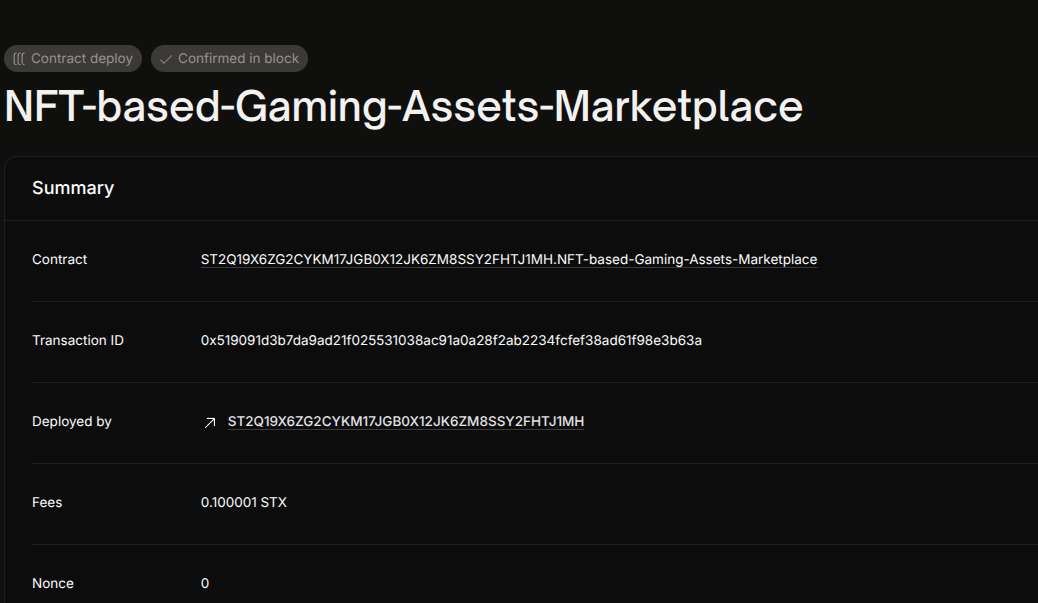 Contract deploy Confirmed in block
NFT-based-Gaming-Assets-Marketplace
Summary
Contract ST2Q19X6ZG2CYKM17JGB0X12JK6ZM8SSY2FHTJ1MH.NFT-based-Gaming-Assets-Marketplace
Transaction ID 0x519091d3b7da9ad21f025531038ac91a0a28f2ab2234fcfef38ad61f98e3b63a
Deployed by ST2Q19X6ZG2CYKM17JGB0X12JK6ZM8SSY2FHTJ1MH
Fees 0.100001 STX
Nonce 0